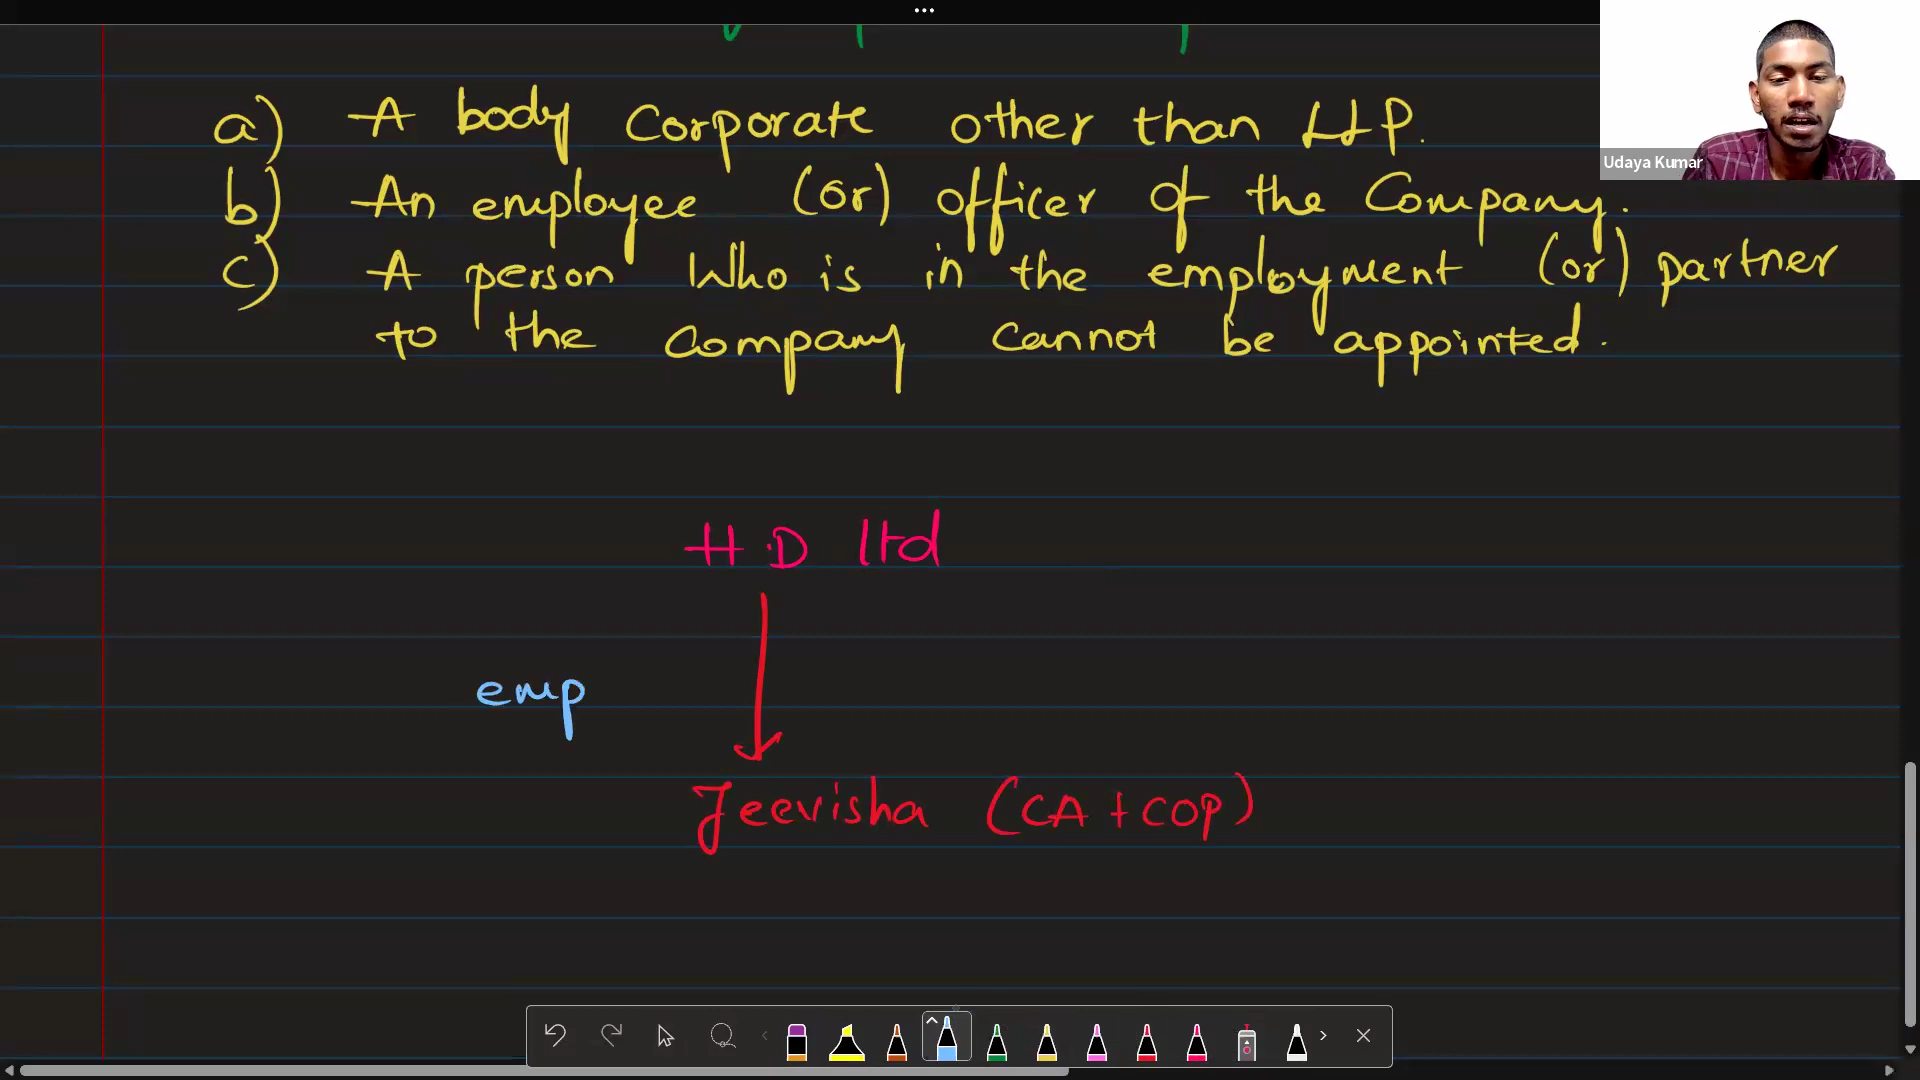 Udaya Kumar
a) A body Corporate other than LLP.
b) An employee (or) officer of the Company.
c) A person who is in the employment (or) partner
to the Company cannot be appointed.
H.D ltd
emp
Jeevisha (CA + COP)